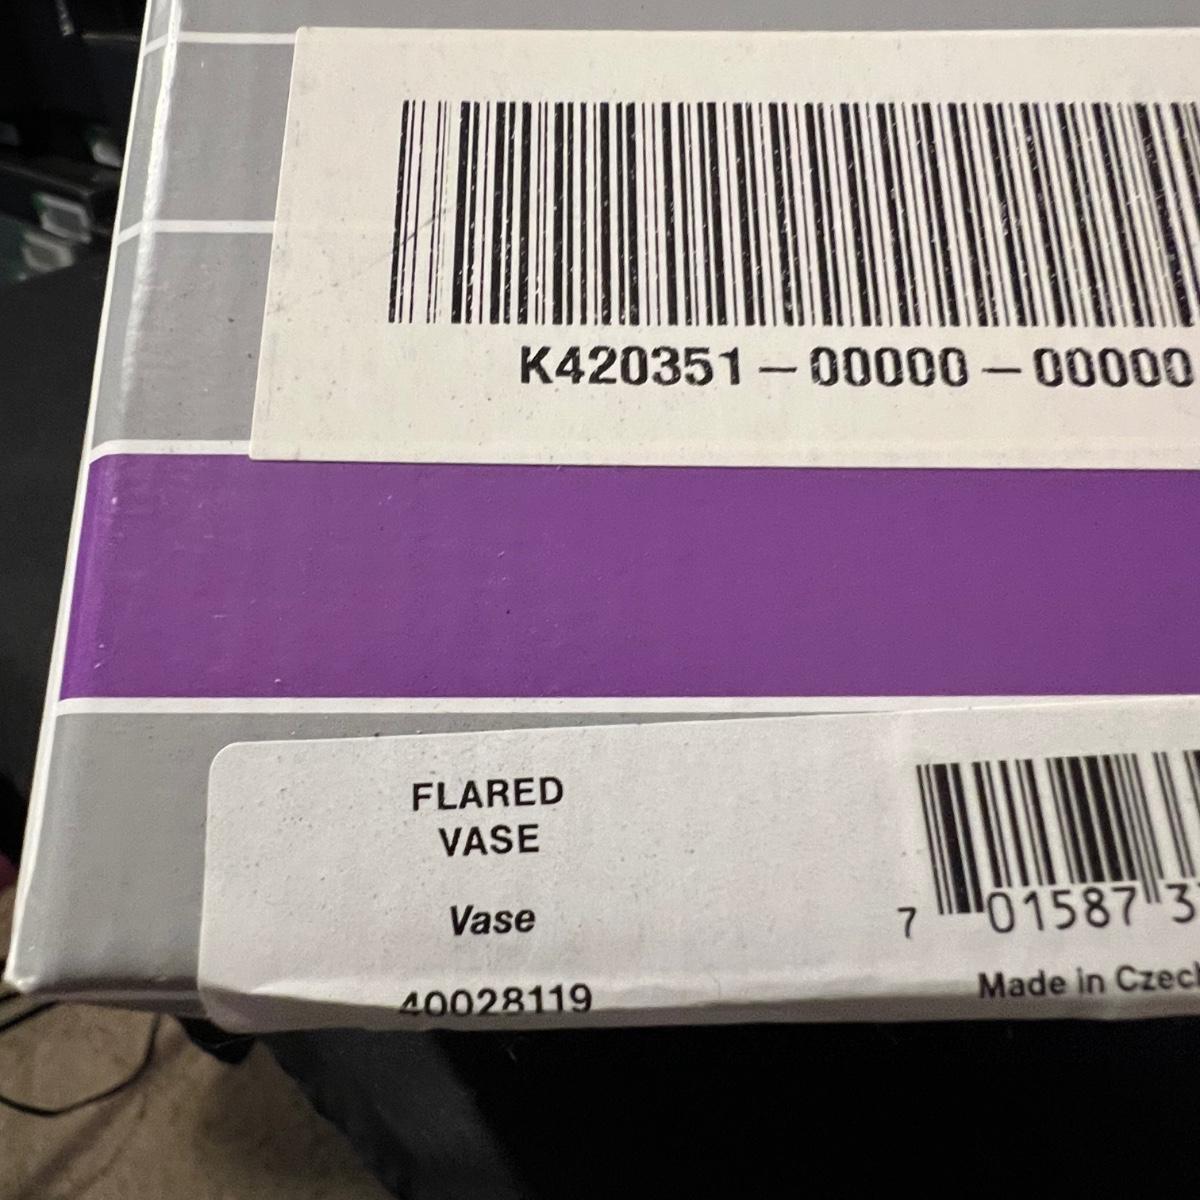 K420351-00000-00000
FLARED
VASE
Vase
40028119
7 01587 3
Made in Czech